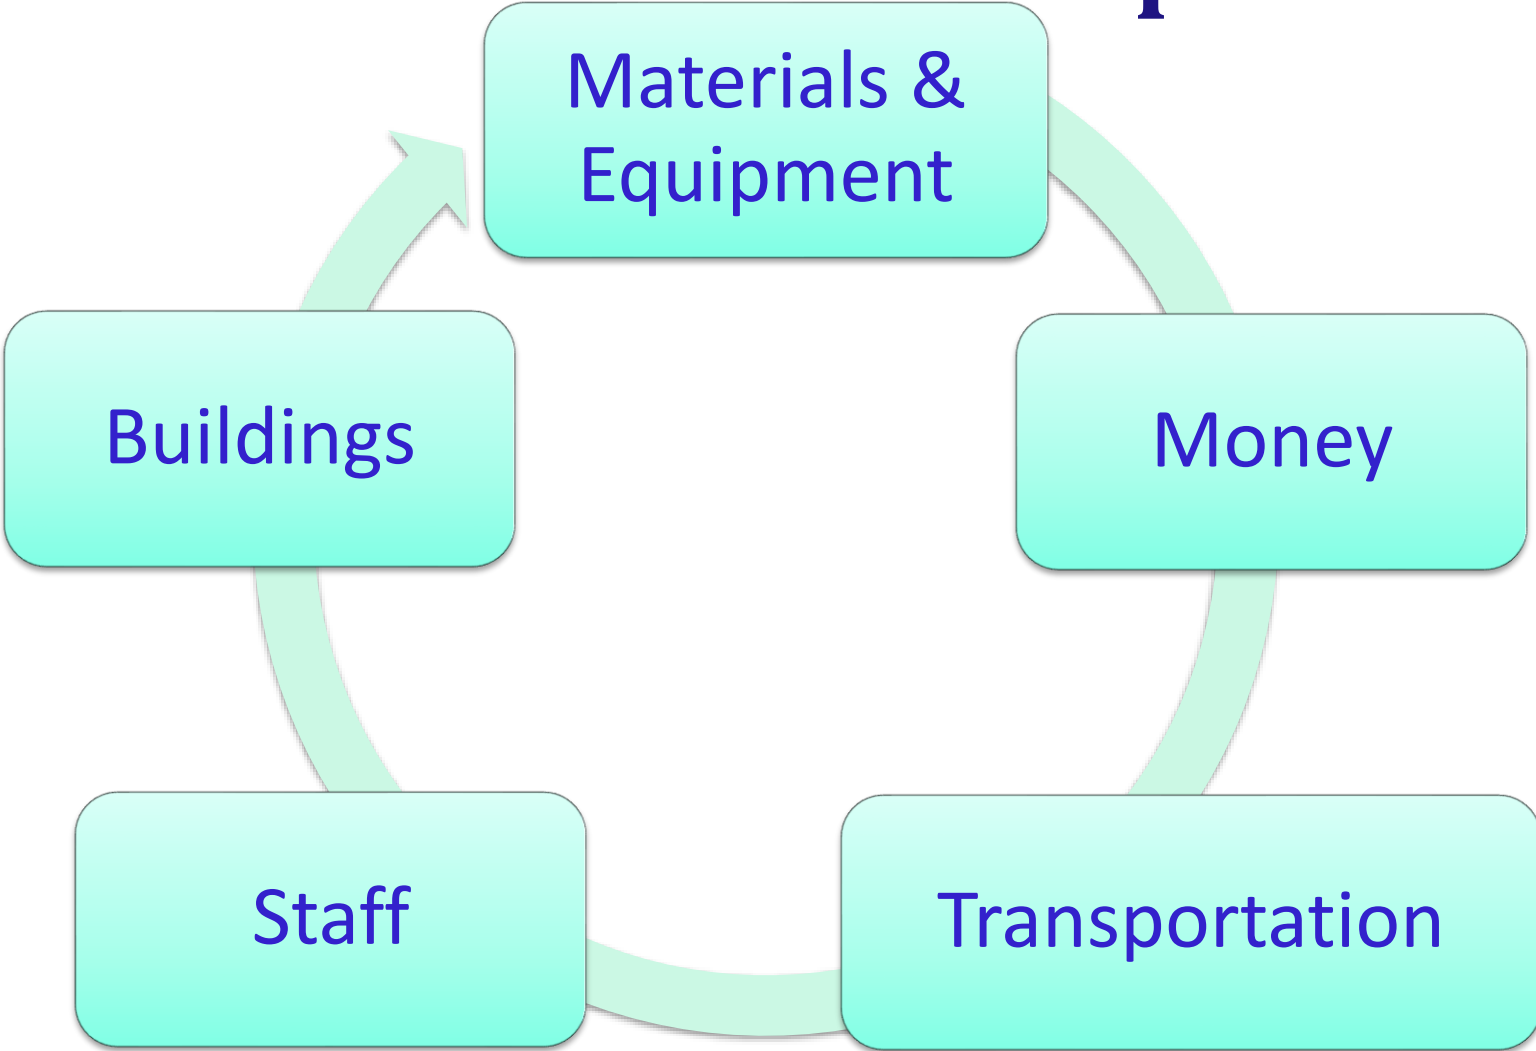 Materials &
Equipment
Money
Transportation
Staff
Buildings